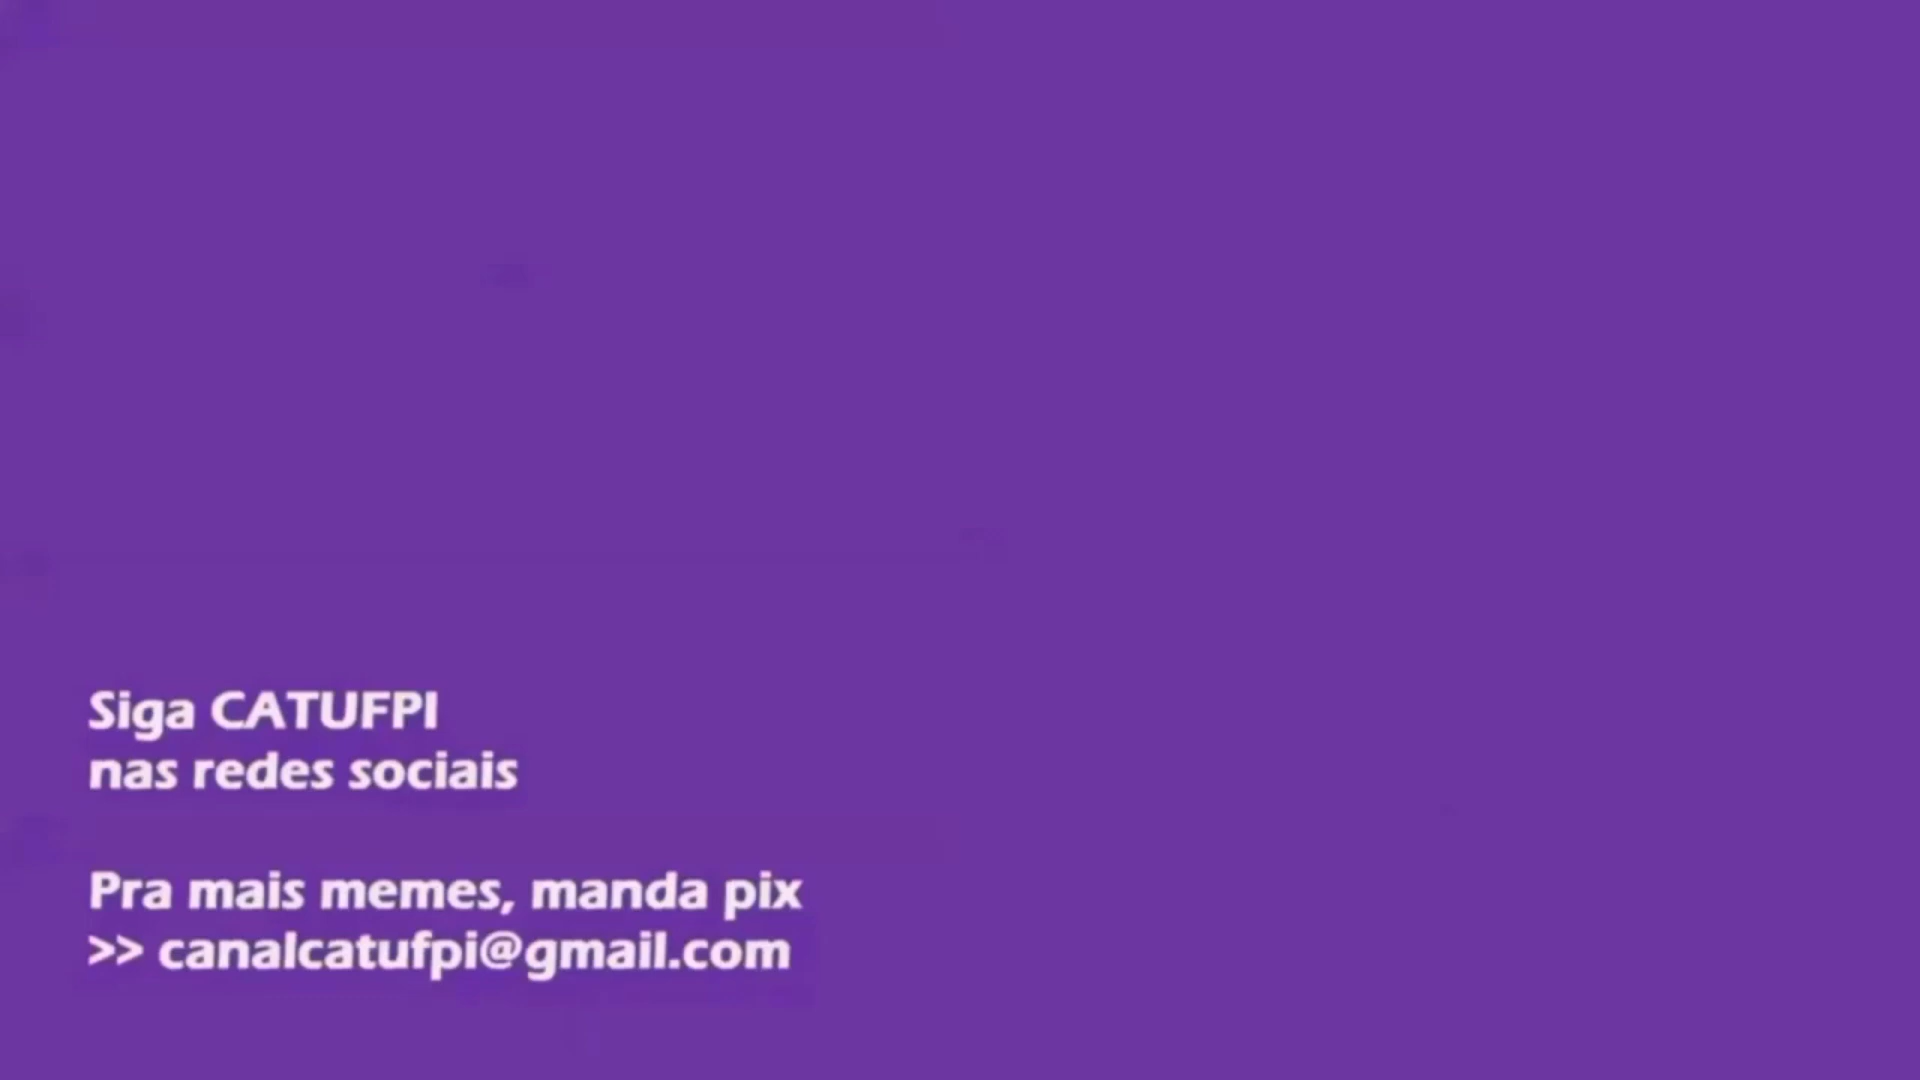 Siga CATUFPI
nas redes sociais
Pra mais memes, manda pix
>> canalcatufpi@gmail.com